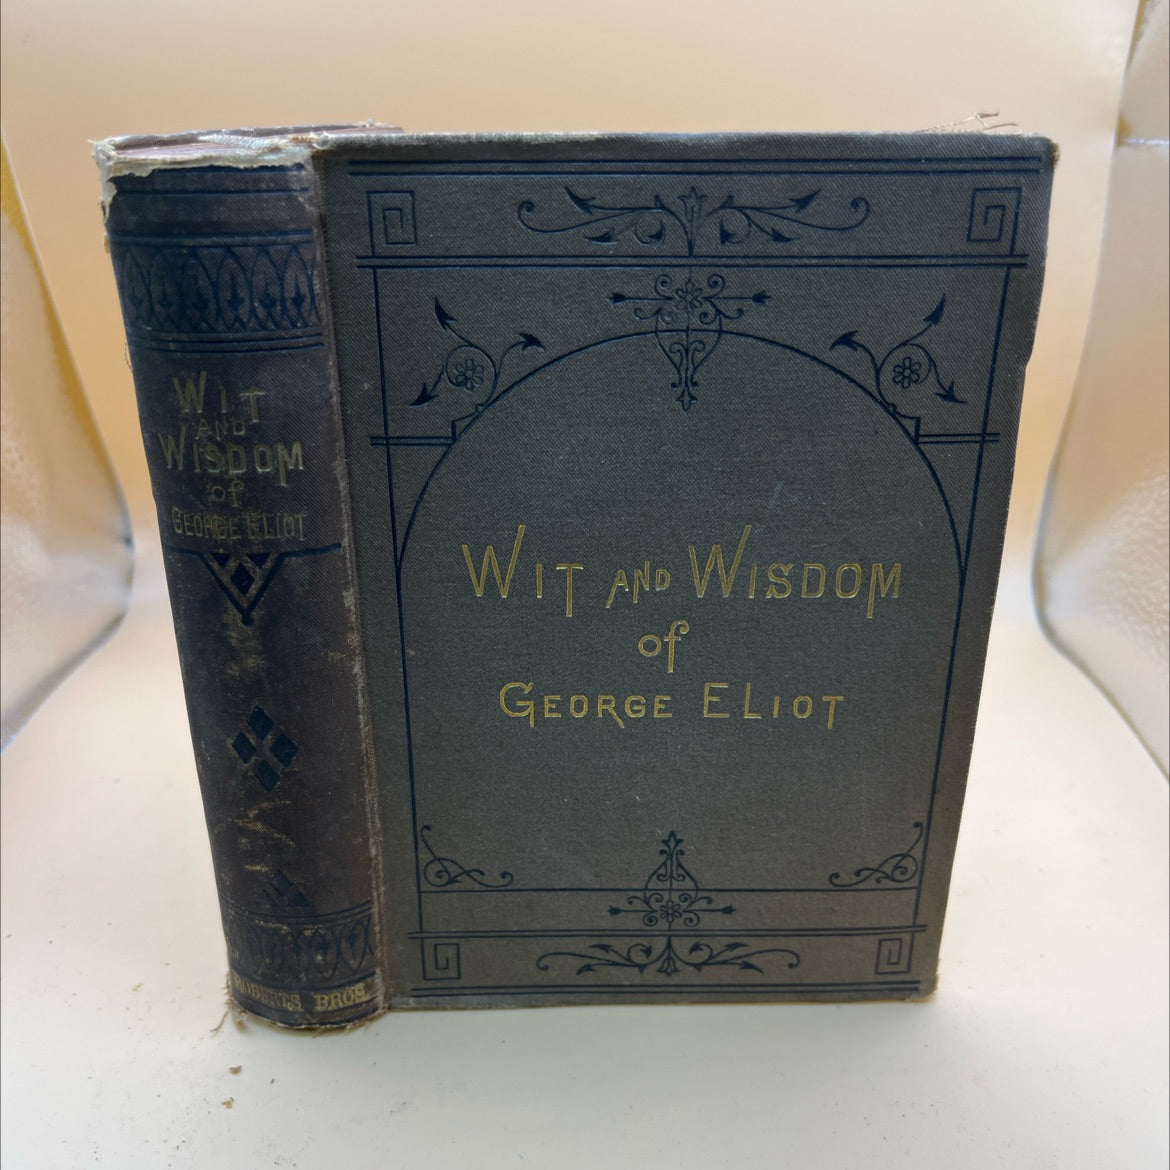 WIT
AND
WISDOM
of
GEORGE ELIOT
ROBERTS BROS.
WIT AND WISDOM
of
GEORGE ELIOT